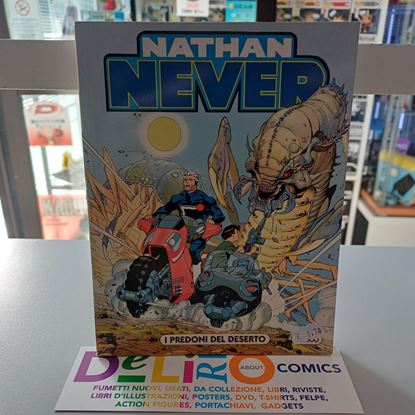 NATHAN
NEVER
I PREDONI DEL DESERTO
DeLiRiO
ABOUT
COMICS
FUMETTI NUOVI, USATI, DA COLLEZIONE, LIBRI, RIVISTE,
LIBRI D'ILLUSTRAZIONI, POSTERS, DVD, T-SHIRTS, FELPE,
ACTION FIGURES, PORTACHIAVI, GADGETS